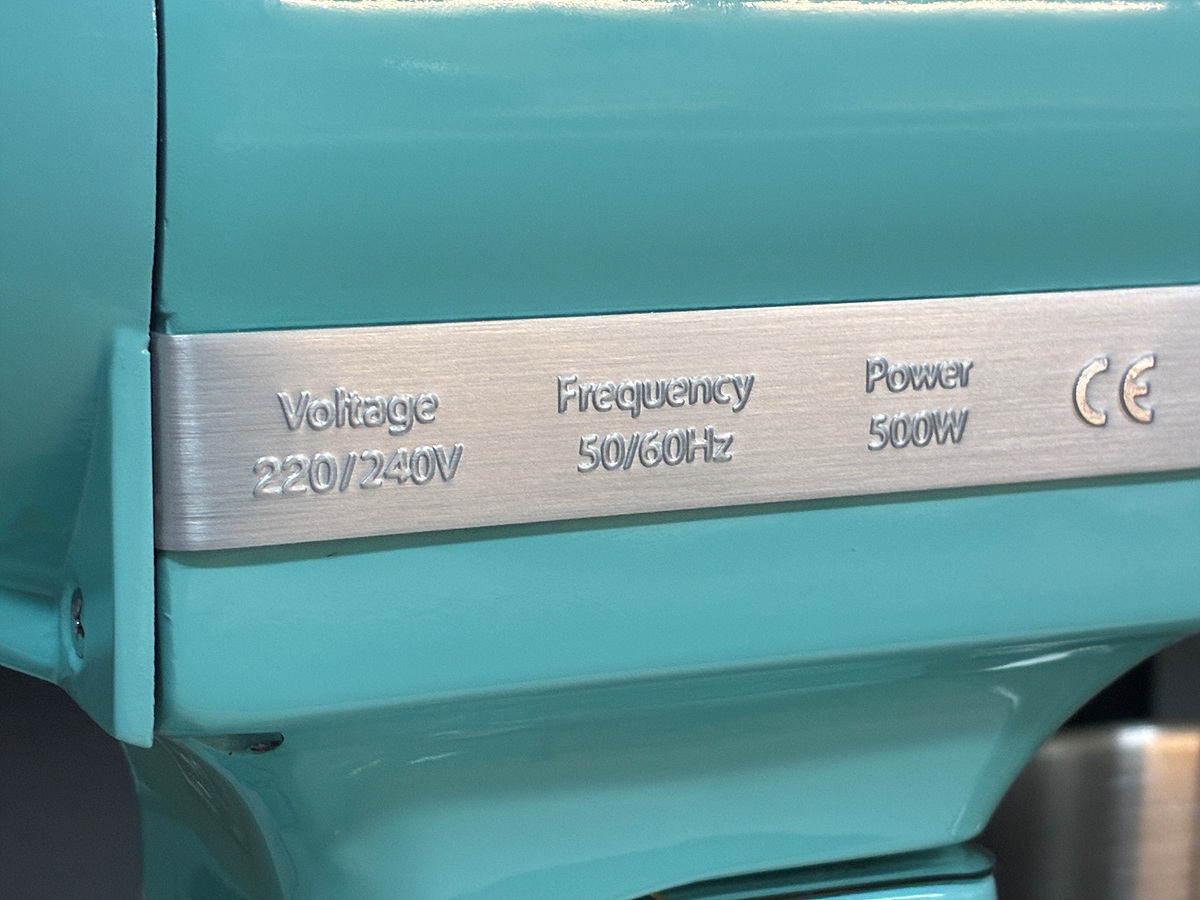 Voltage
220/240V
Frequency
50/60Hz
Power
500W
CE